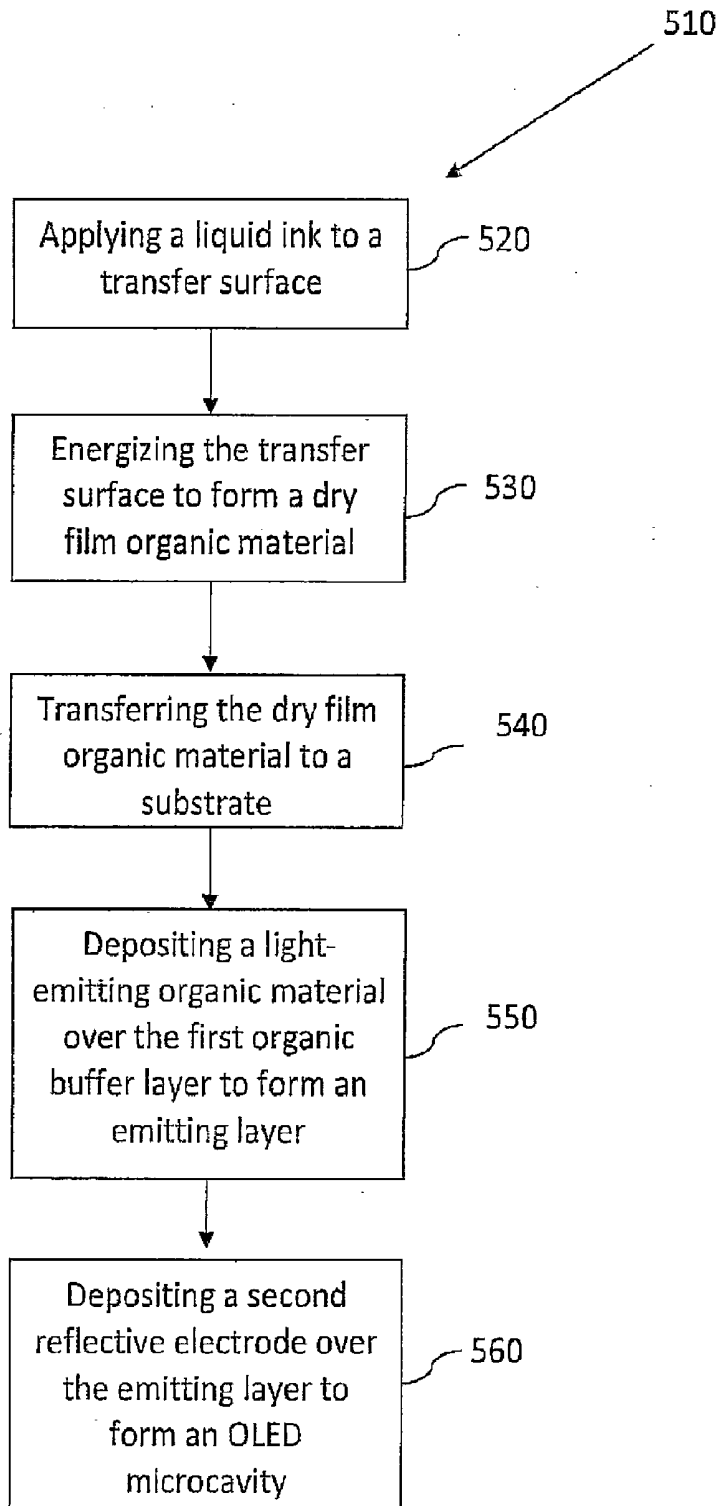 510
Applying a liquid ink to a
transfer surface
520
Energizing the transfer
surface to form a dry
film organic material
530
Transferring the dry film
organic material to a
substrate
540
Depositing a light-
emitting organic material
over the first organic
buffer layer to form an
emitting layer
550
Depositing a second
reflective electrode over
the emitting layer to
form an OLED
microcavity
560